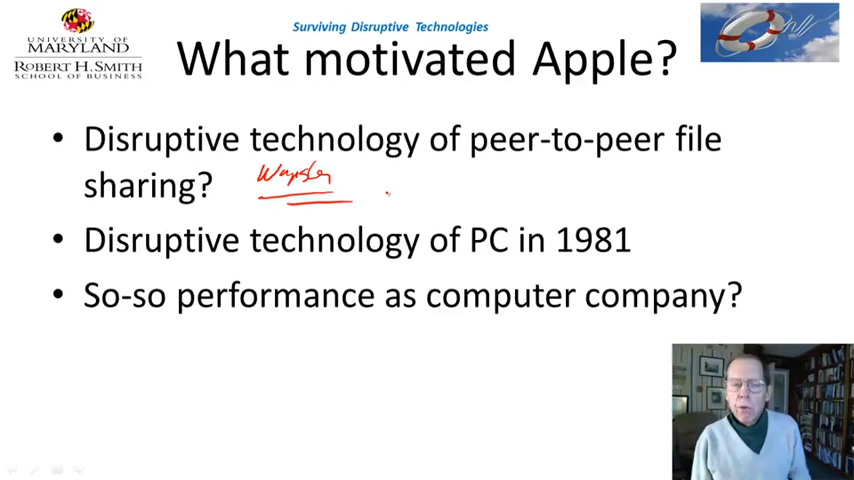 Surviving Disruptive Technologies
UNIVERSITY OF
MARYLAND
ROBERT H. SMITH
SCHOOL OF BUSINESS
What motivated Apple?
• Disruptive technology of peer-to-peer file
sharing?
• Disruptive technology of PC in 1981
• So-so performance as computer company?